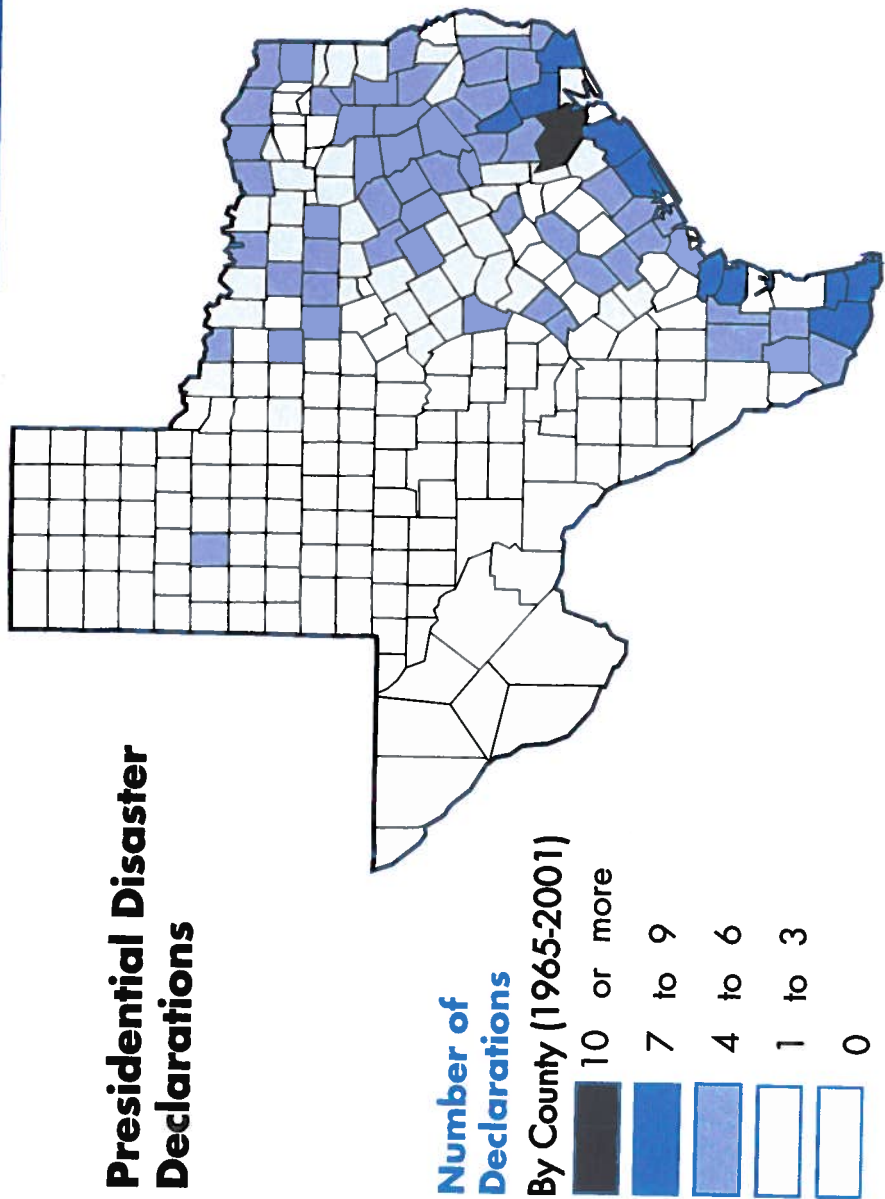 Presidential Disaster
Declarations
Number of
Declarations
By County (1965-2001)
10 or more
7 to 9
4 to 6
1 to 3
0